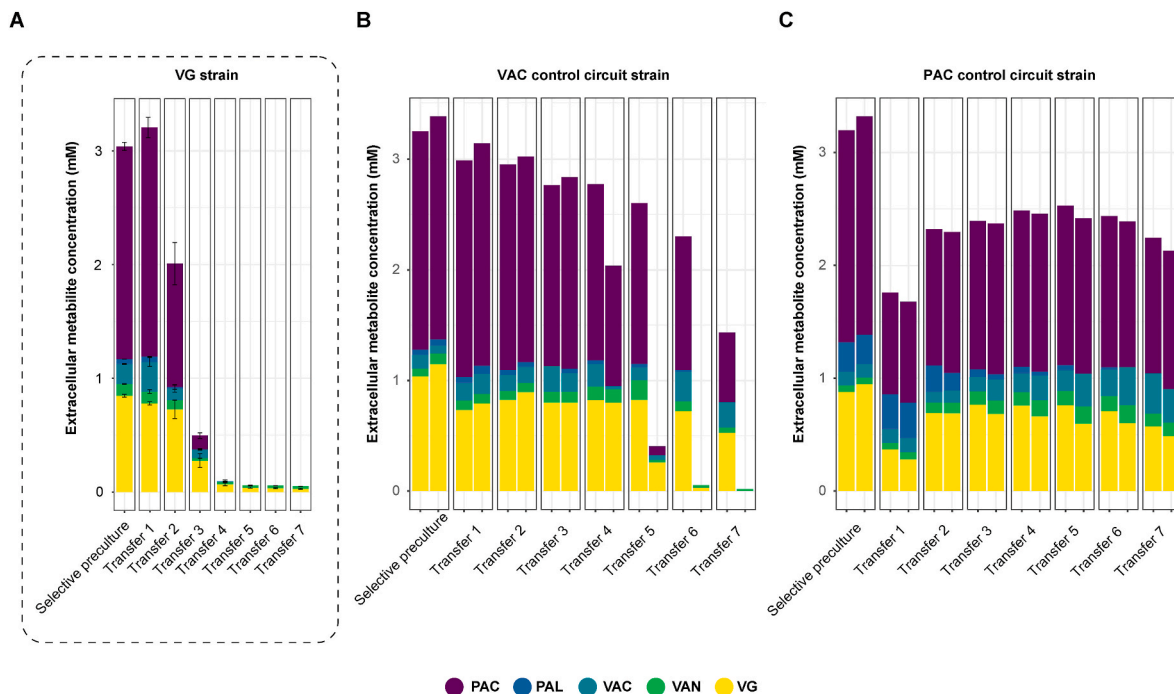 A
B
C
VG strain
VAC control circuit strain
PAC control circuit strain
Extracellular metabilite concentration (mM)
3
2
1
0
Selective preculture
Transfer 1
Transfer 2
Transfer 3
Transfer 4
Transfer 5
Transfer 6
Transfer 7
Extracellular metabolite concentration (mM)
3
2
1
0
Selective preculture
Transfer 1
Transfer 2
Transfer 3
Transfer 4
Transfer 5
Transfer 6
Transfer 7
Extracellular metabolite concentration (mM)
3
2
1
0
Selective preculture
Transfer 1
Transfer 2
Transfer 3
Transfer 4
Transfer 5
Transfer 6
Transfer 7
PAC PAL VAC VAN VG